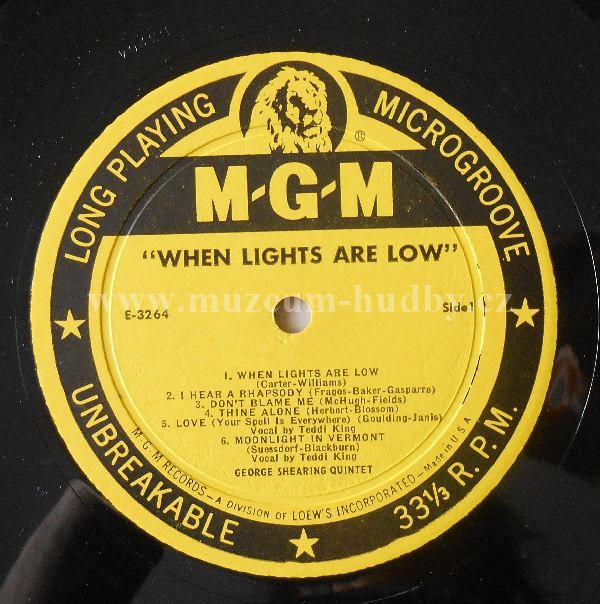 LONG PLAYING MICROGROOVE
®
M-G-M
"WHEN LIGHTS ARE LOW"
www.muzeum-hudby.cz
E-3264 Side 1
1. WHEN LIGHTS ARE LOW
(Carter-Williams)
2. I HEAR A RHAPSODY (Fragos-Baker-Gasparre)
3. DON'T BLAME ME (McHugh-Fields)
4. THINE ALONE (Herbert-Blossom)
5. LOVE (Your Spell Is Everywhere) (Goulding-Janis)
Vocal by Teddi King
6. MOONLIGHT IN VERMONT
(Suessdorf-Blackburn)
Vocal by Teddi King
GEORGE SHEARING QUINTET
M-G-M RECORDS — A DIVISION OF LOEW'S INCORPORATED — Made in U S A
UNBREAKABLE 33⅓ R. P. M.